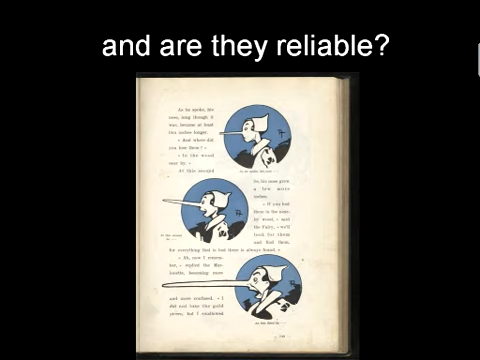 and are they reliable?
As he spoke, his
nose, long though it
was, became at least
two inches longer.
« And where did
you lose them? »
« In the wood
near by. »
At this second
lie, his nose grew
a few more
inches.
« If you lost
them in the near-
by wood, » said
the Fairy, « we'll
look for them
and find them,
for everything that is lost there is always found. »
« Ah, now I remem-
ber, » replied the Mar-
ionette, becoming more
and more confused. « I
did not lose the gold
pieces, but I swallowed